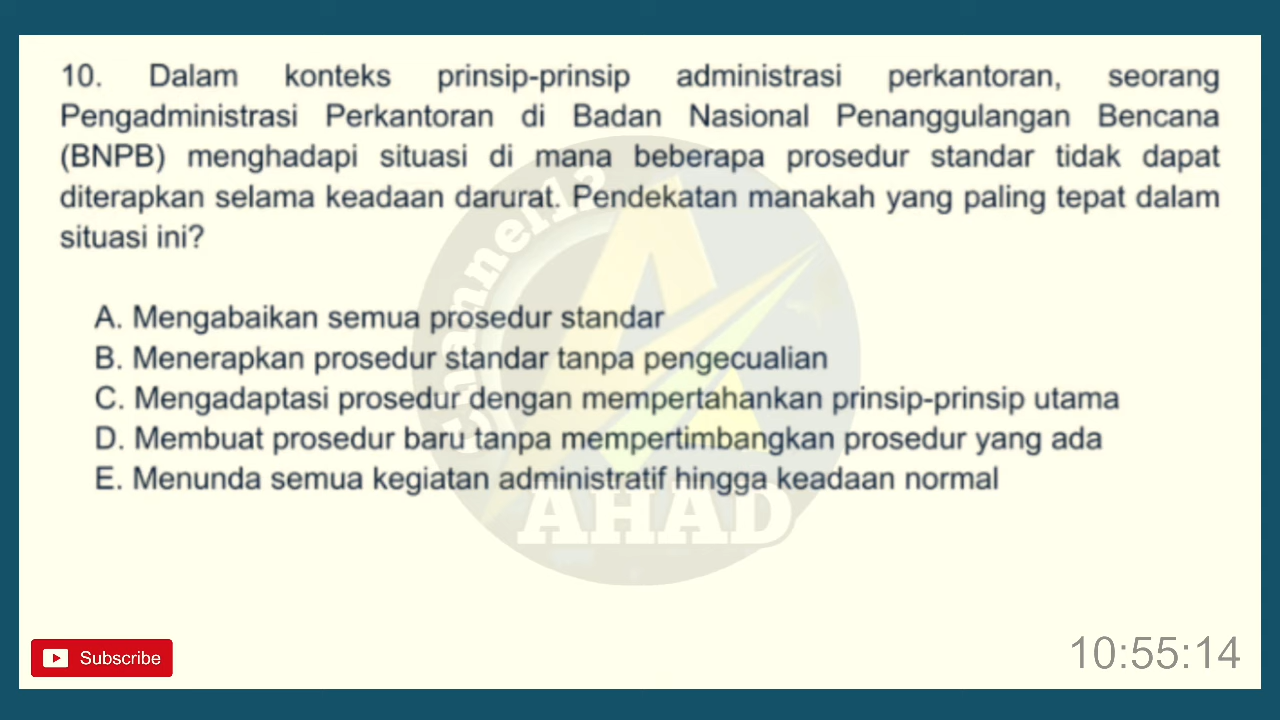 10. Dalam konteks prinsip-prinsip administrasi perkantoran, seorang
Pengadministrasi Perkantoran di Badan Nasional Penanggulangan Bencana
(BNPB) menghadapi situasi di mana beberapa prosedur standar tidak dapat
diterapkan selama keadaan darurat. Pendekatan manakah yang paling tepat dalam
situasi ini?
A. Mengabaikan semua prosedur standar
B. Menerapkan prosedur standar tanpa pengecualian
C. Mengadaptasi prosedur dengan mempertahankan prinsip-prinsip utama
D. Membuat prosedur baru tanpa mempertimbangkan prosedur yang ada
E. Menunda semua kegiatan administratif hingga keadaan normal
Channel13
AHAD
Subscribe
10:55:14